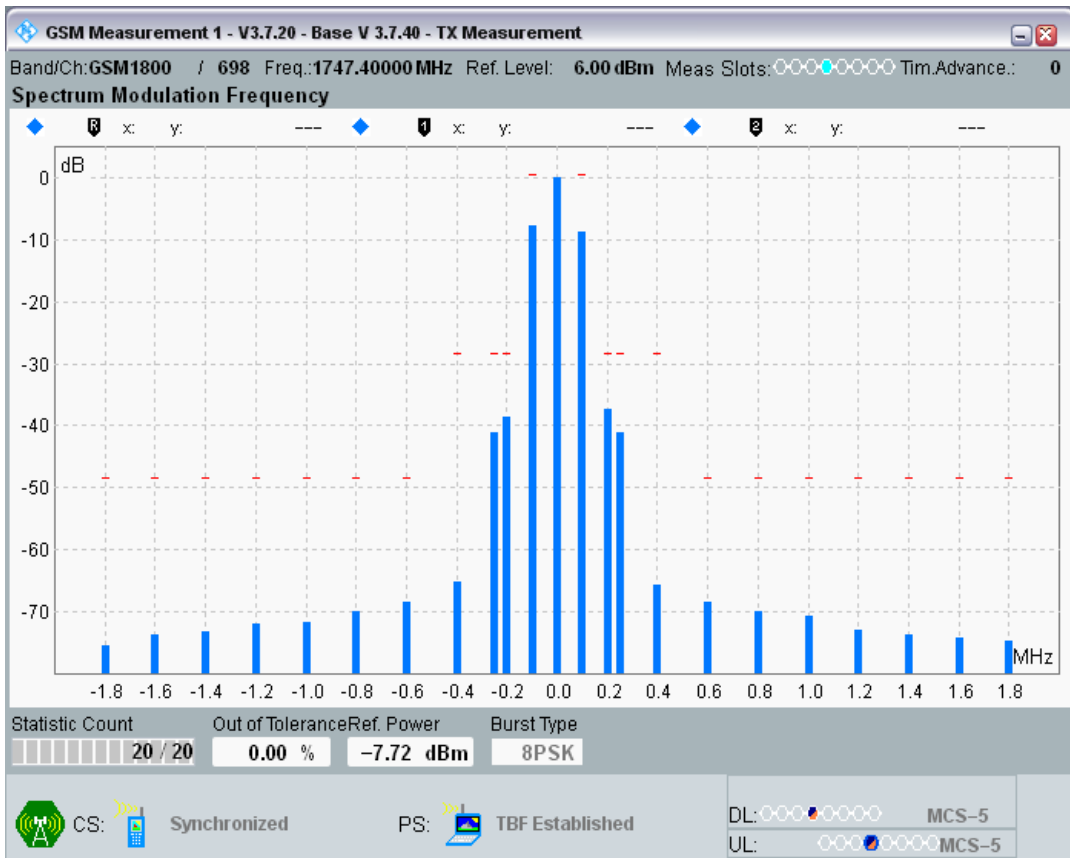 GSM Measurement 1 - V3.7.20 - Base V 3.7.40 - TX Measurement
Band/Ch:GSM1800 / 698 Freq.:1747.40000 MHz Ref. Level: 6.00 dBm Meas Slots: Tim.Advance.: 0
Spectrum Modulation Frequency
R x: y: --- 1 x: y: --- 2 x: y: ---
dB
0
-10
-20
-30
-40
-50
-60
-70
MHz
-1.8 -1.6 -1.4 -1.2 -1.0 -0.8 -0.6 -0.4 -0.2 0.0 0.2 0.4 0.6 0.8 1.0 1.2 1.4 1.6 1.8
Statistic Count Out of Tolerance Ref. Power Burst Type
20 / 20 0.00 % -7.72 dBm 8PSK
CS: Synchronized PS: TBF Established
DL: MCS-5
UL: MCS-5